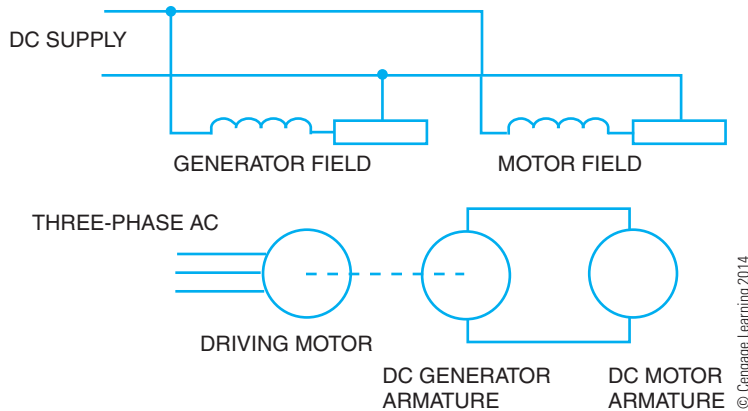 DC SUPPLY
GENERATOR FIELD
MOTOR FIELD
THREE-PHASE AC
DRIVING MOTOR
DC GENERATOR
ARMATURE
DC MOTOR
ARMATURE
© Cengage Learning 2014